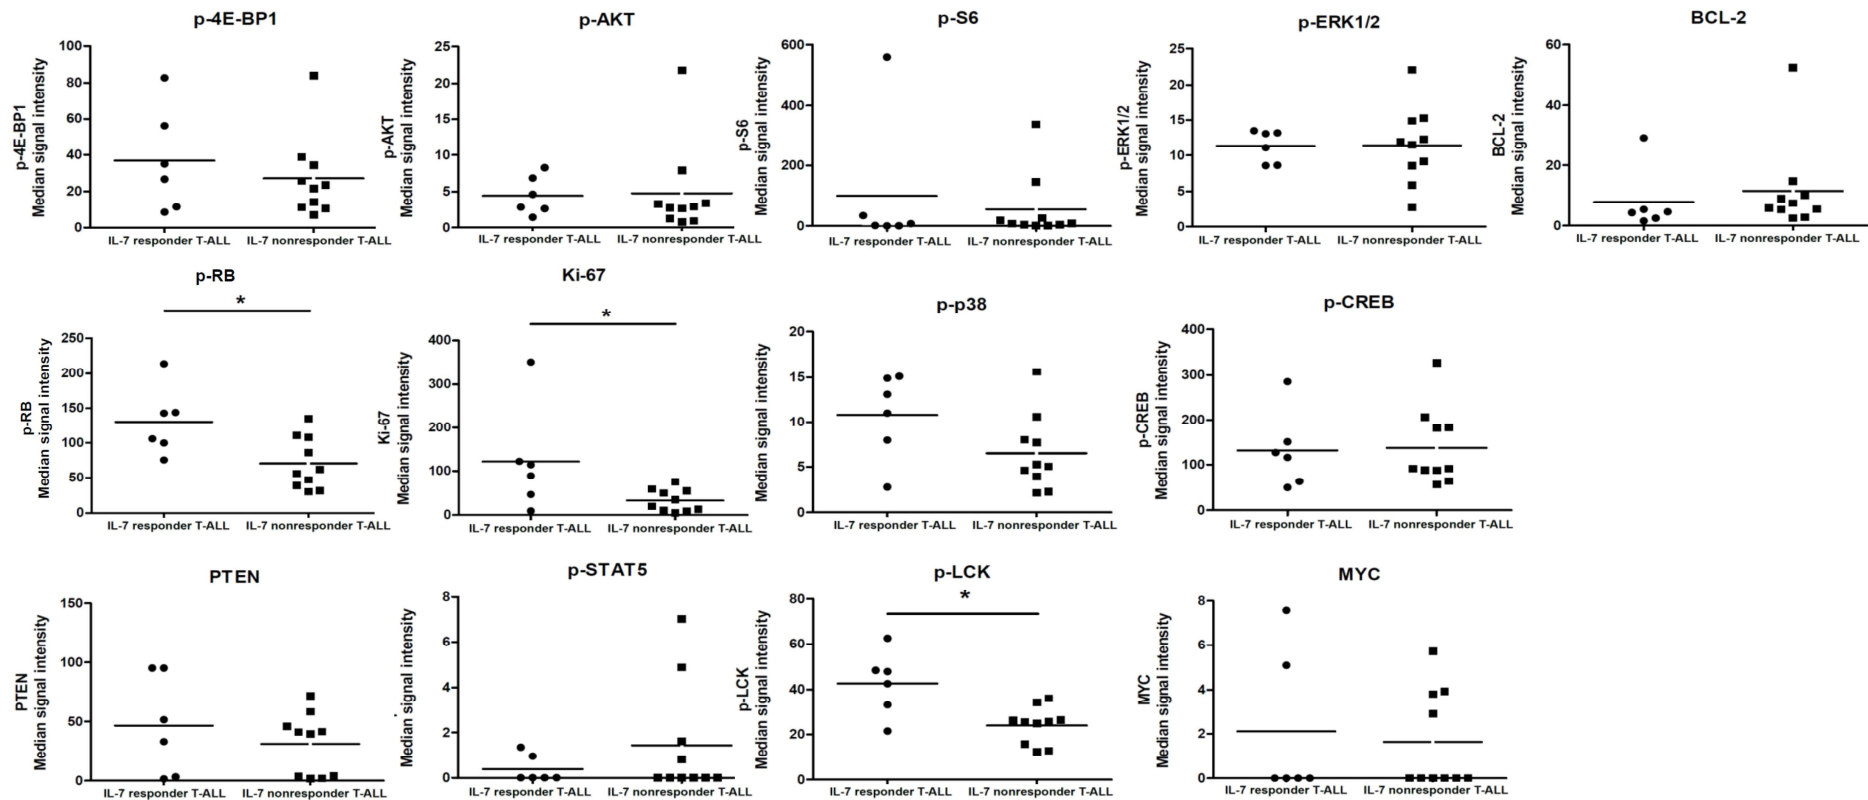 p-4E-BP1
p-4E-BP1
Median signal intensity
100
80
60
40
20
0
IL-7 responder T-ALL IL-7 nonresponder T-ALL
p-AKT
p-AKT
Median signal intensity
25
20
15
10
5
0
IL-7 responder T-ALL IL-7 nonresponder T-ALL
p-S6
p-S6
Median signal intensity
600
400
200
0
IL-7 responder T-ALL IL-7 nonresponder T-ALL
p-ERK1/2
p-ERK1/2
Median signal intensity
25
20
15
10
5
0
IL-7 responder T-ALL IL-7 nonresponder T-ALL
BCL-2
BCL-2
Median signal intensity
60
40
20
0
IL-7 responder T-ALL IL-7 nonresponder T-ALL
p-RB
*
p-RB
Median signal intensity
250
200
150
100
50
0
IL-7 responder T-ALL IL-7 nonresponder T-ALL
Ki-67
*
Ki-67
Median signal intensity
400
300
200
100
0
IL-7 responder T-ALL IL-7 nonresponder T-ALL
p-p38
Median signal intensity
20
15
10
5
0
IL-7 responder T-ALL IL-7 nonresponder T-ALL
p-CREB
p-CREB
Median signal intensity
400
300
200
100
0
IL-7 responder T-ALL IL-7 nonresponder T-ALL
PTEN
PTEN
Median signal intensity
150
100
50
0
IL-7 responder T-ALL IL-7 nonresponder T-ALL
p-STAT5
Median signal intensity
8
6
4
2
0
IL-7 responder T-ALL IL-7 nonresponder T-ALL
p-LCK
*
p-LCK
Median signal intensity
80
60
40
20
0
IL-7 responder T-ALL IL-7 nonresponder T-ALL
MYC
MYC
Median signal intensity
8
6
4
2
0
IL-7 responder T-ALL IL-7 nonresponder T-ALL